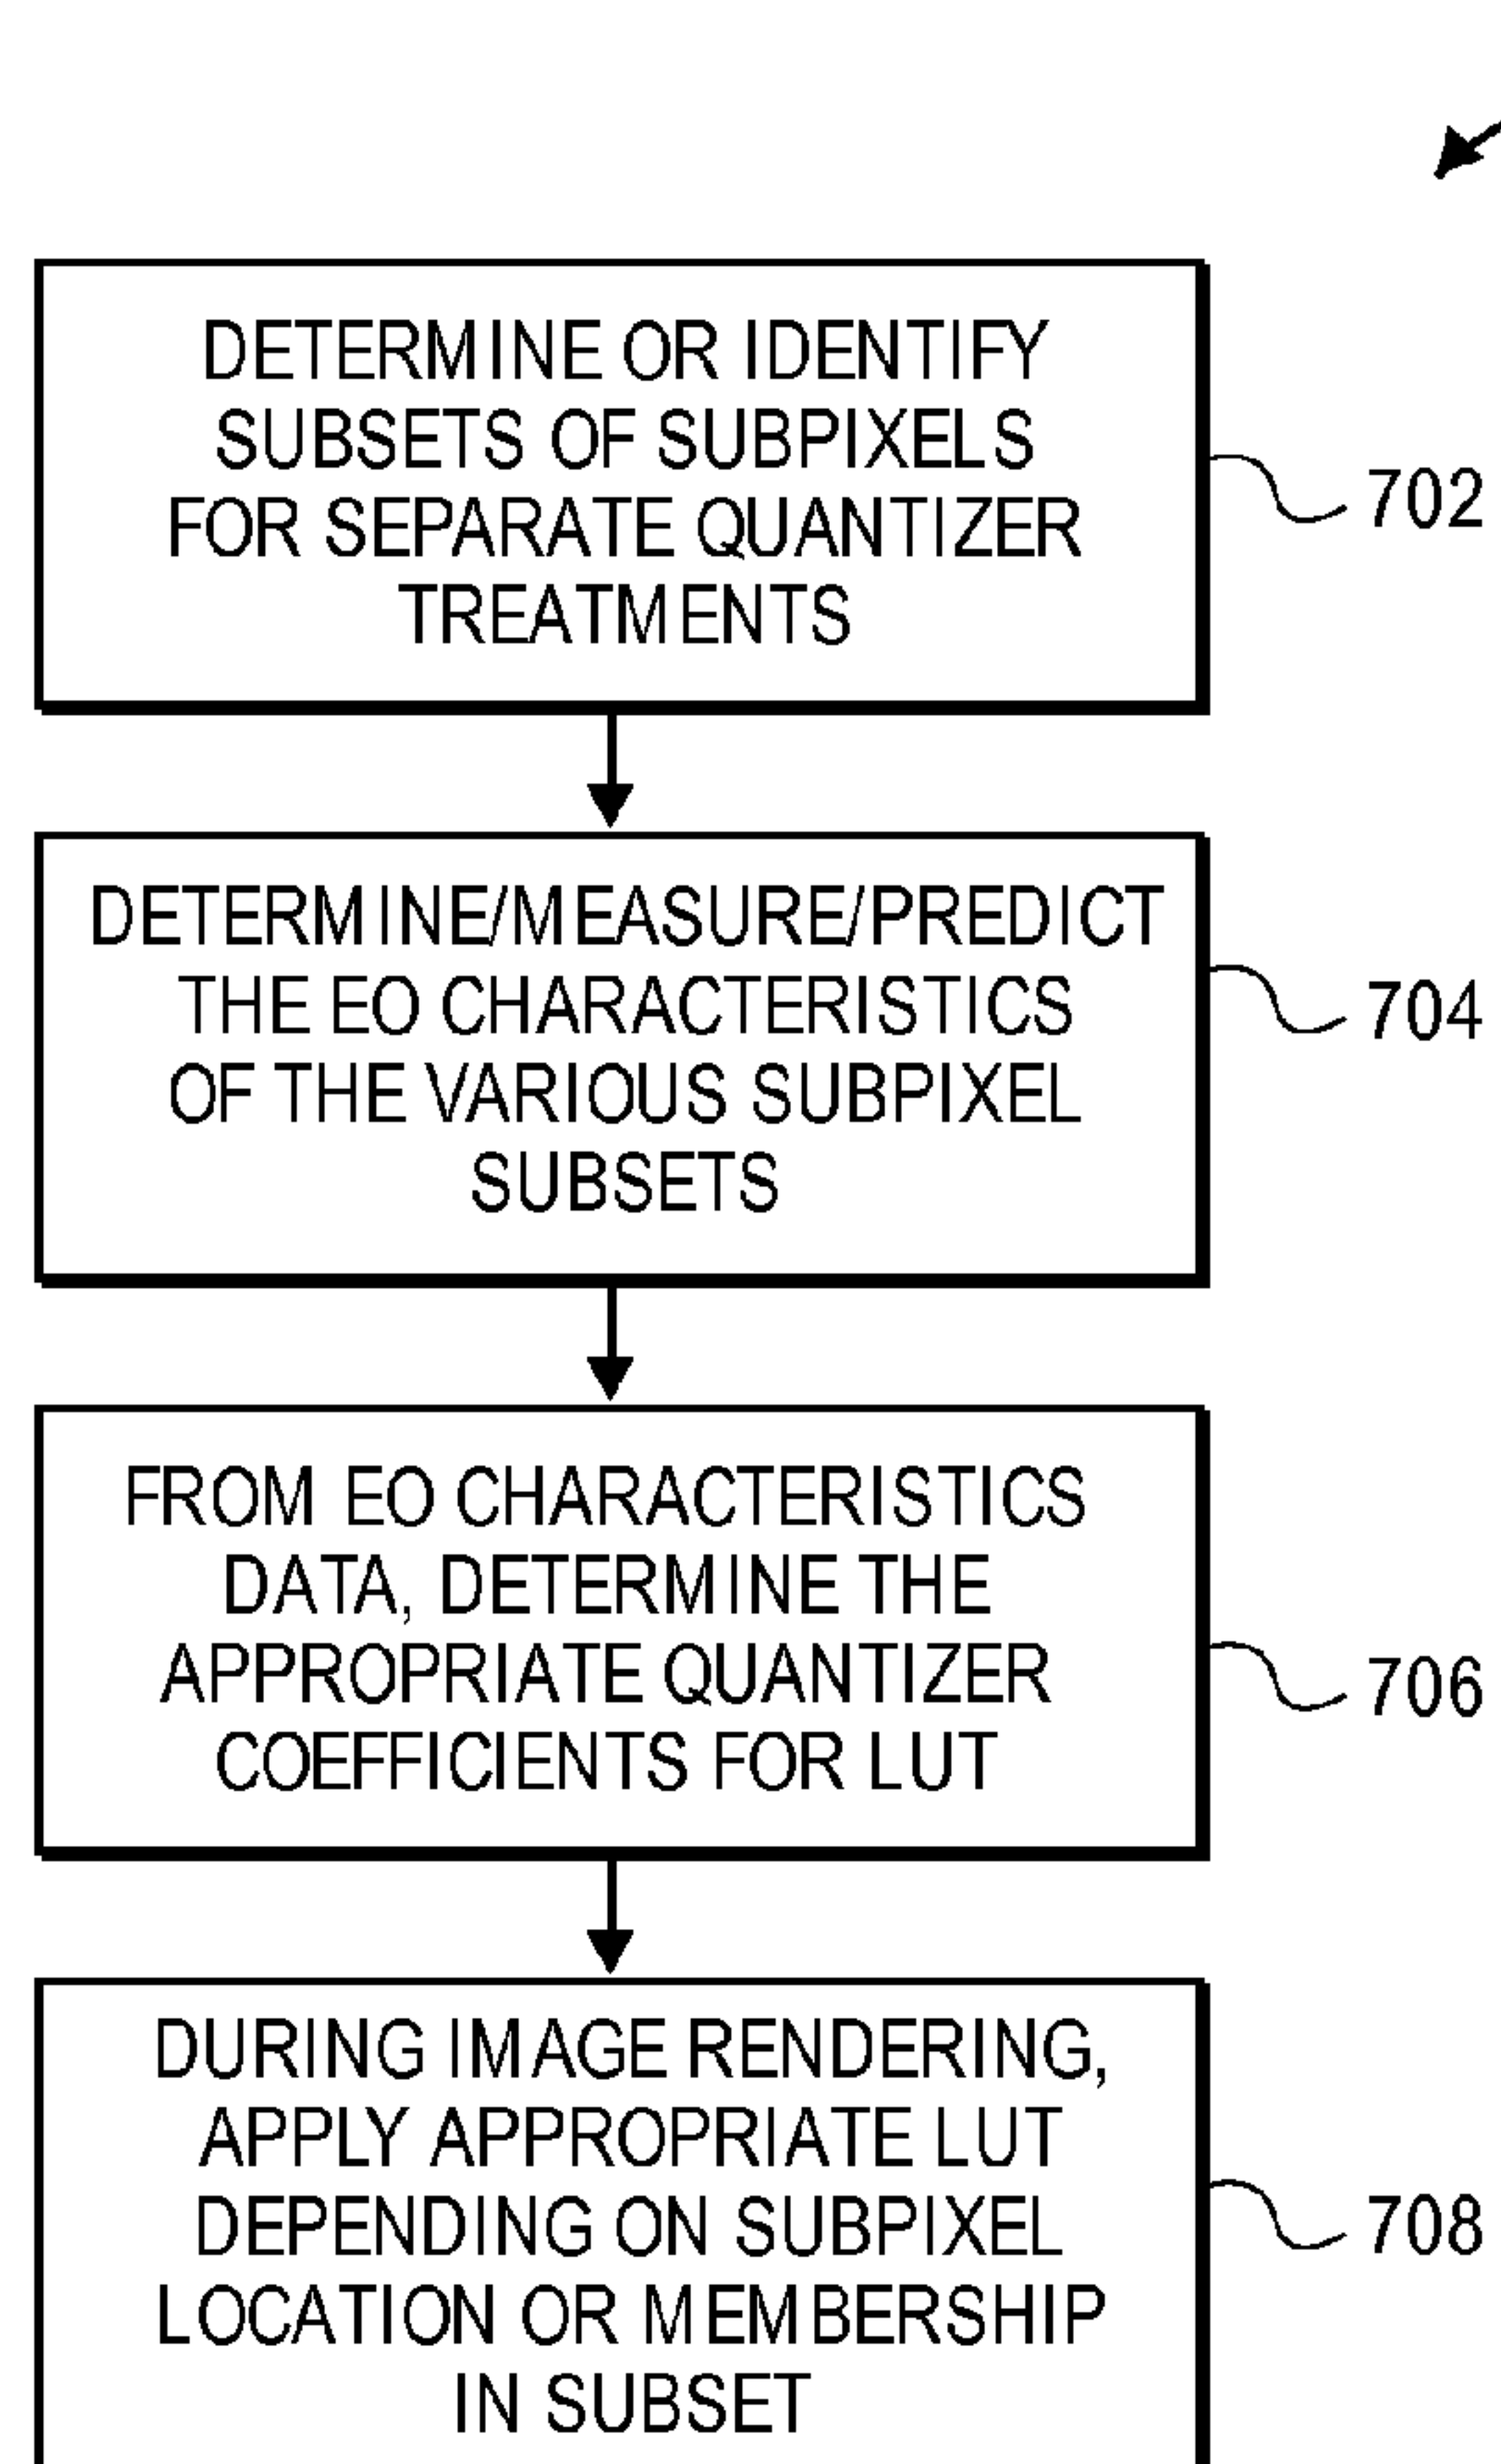 DETERMINE OR IDENTIFY
SUBSETS OF SUBPIXELS
FOR SEPARATE QUANTIZER
TREATMENTS
702
DETERMINE/MEASURE/PREDICT
THE EO CHARACTERISTICS
OF THE VARIOUS SUBPIXEL
SUBSETS
704
FROM EO CHARACTERISTICS
DATA, DETERMINE THE
APPROPRIATE QUANTIZER
COEFFICIENTS FOR LUT
706
DURING IMAGE RENDERING,
APPLY APPROPRIATE LUT
DEPENDING ON SUBPIXEL
LOCATION OR MEMBERSHIP
IN SUBSET
708